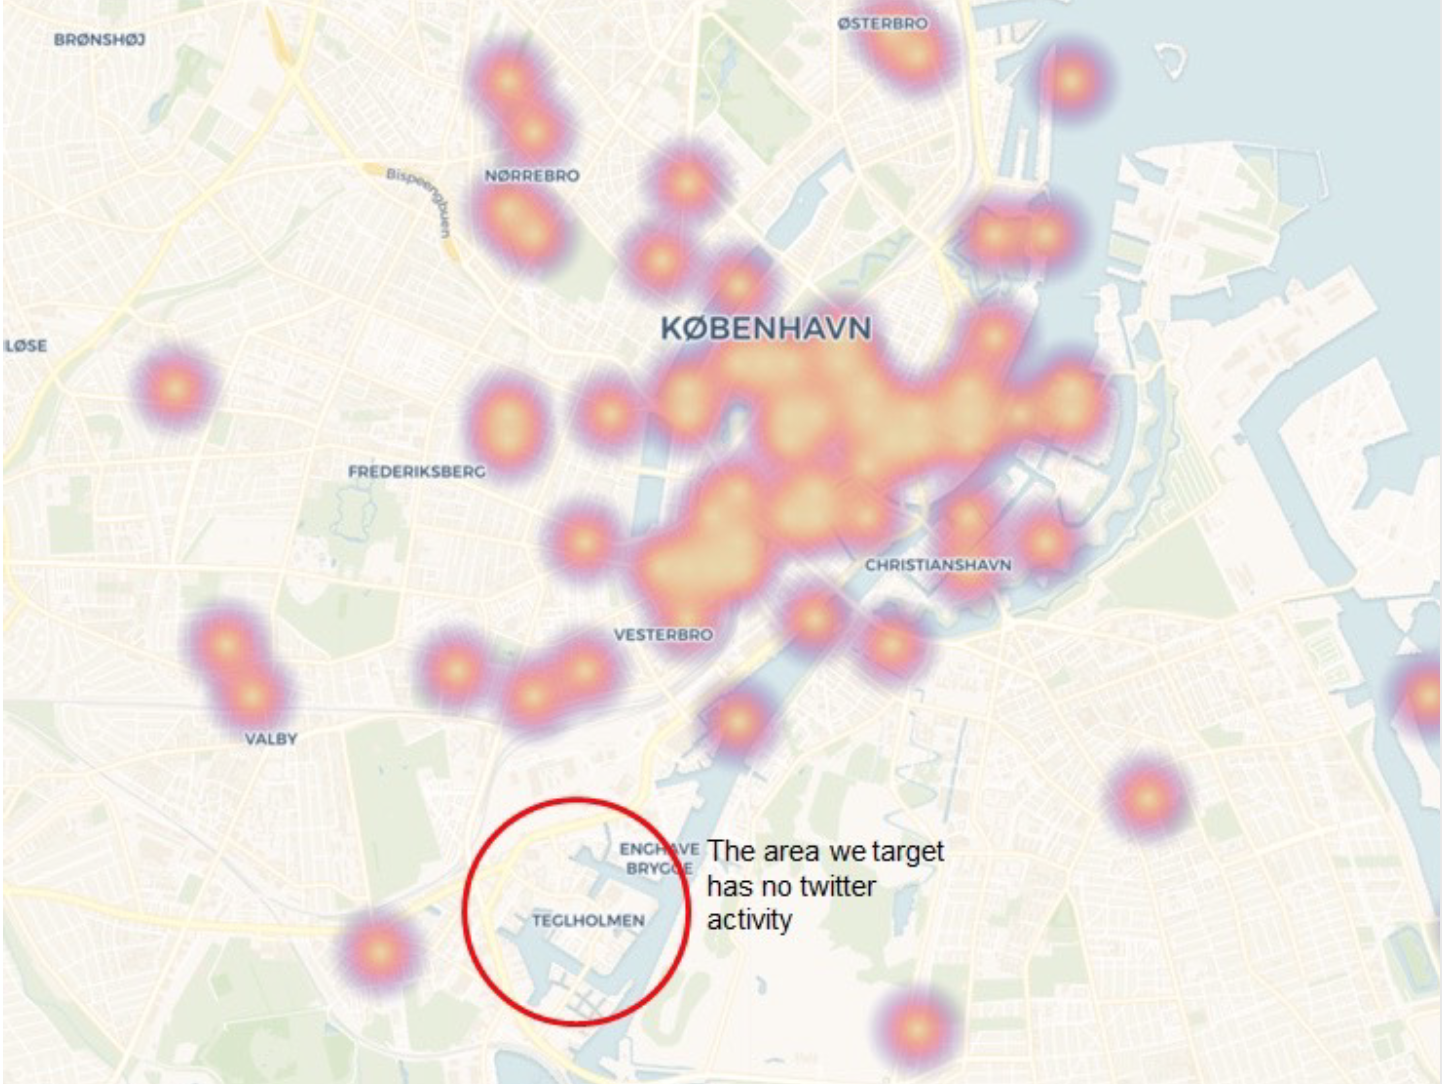 ØSTERBRO
BRØNSHØJ
NØRREBRO
Bispeengbuen
KØBENHAVN
LØSE
FREDERIKSBERG
CHRISTIANSHAVN
VESTERBRO
VALBY
ENGHAVE
BRYGGE
The area we target
has no twitter
activity
TEGLHOLMEN